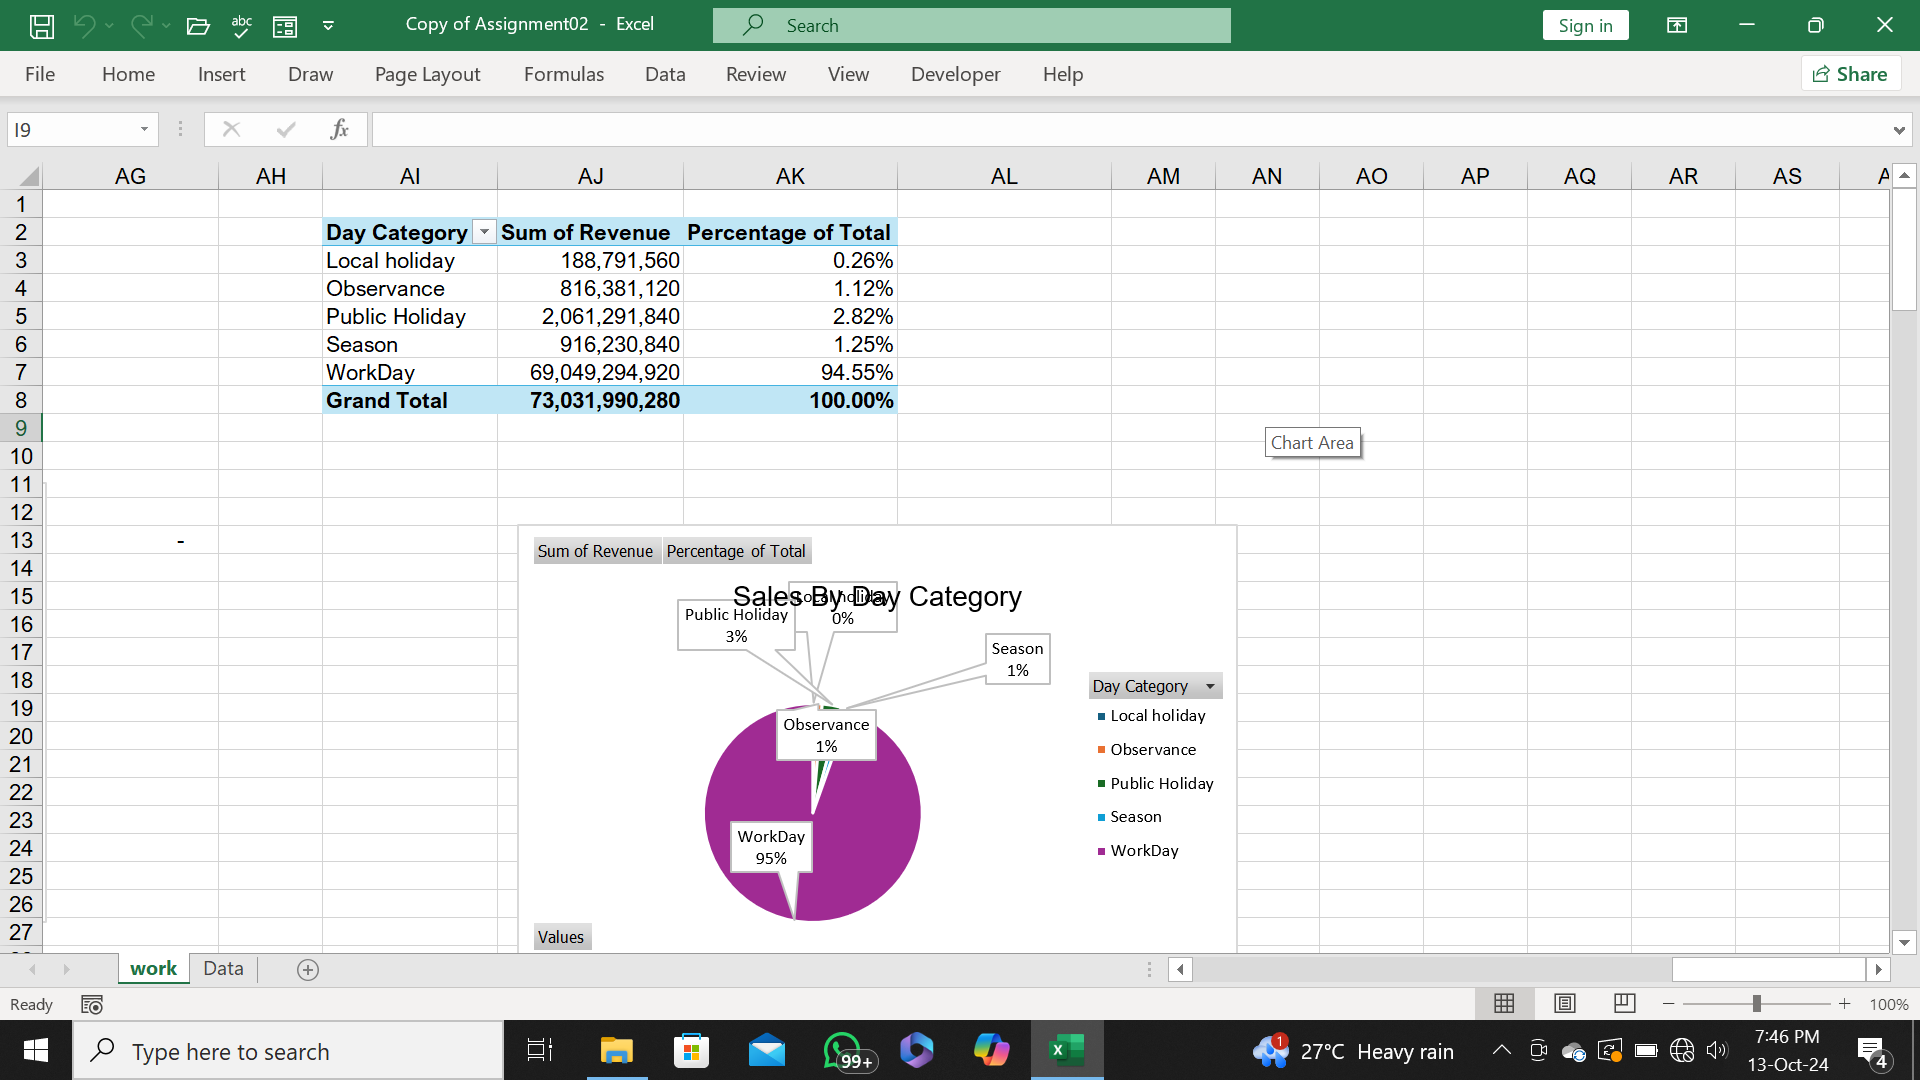 abc
Copy of Assignment02 - Excel
Search
Sign in
File Home Insert Draw Page Layout Formulas Data Review View Developer Help
Share
I9
fx
AG AH AI AJ AK AL AM AN AO AP AQ AR AS
1
2 Day Category Sum of Revenue Percentage of Total
3 Local holiday 188,791,560 0.26%
4 Observance 816,381,120 1.12%
5 Public Holiday 2,061,291,840 2.82%
6 Season 916,230,840 1.25%
7 WorkDay 69,049,294,920 94.55%
8 Grand Total 73,031,990,280 100.00%
9
Chart Area
10
11
12
13 -
14
15
16
17
18
19
20
21
22
23
24
25
26
27
Sum of Revenue Percentage of Total
Sales By Day Category
Local holiday
0%
Public Holiday
3%
Season
1%
Observance
1%
WorkDay
95%
Day Category
Local holiday
Observance
Public Holiday
Season
WorkDay
Values
work Data
Ready
100%
Type here to search
99+
1
27°C Heavy rain
7:46 PM
13-Oct-24
4